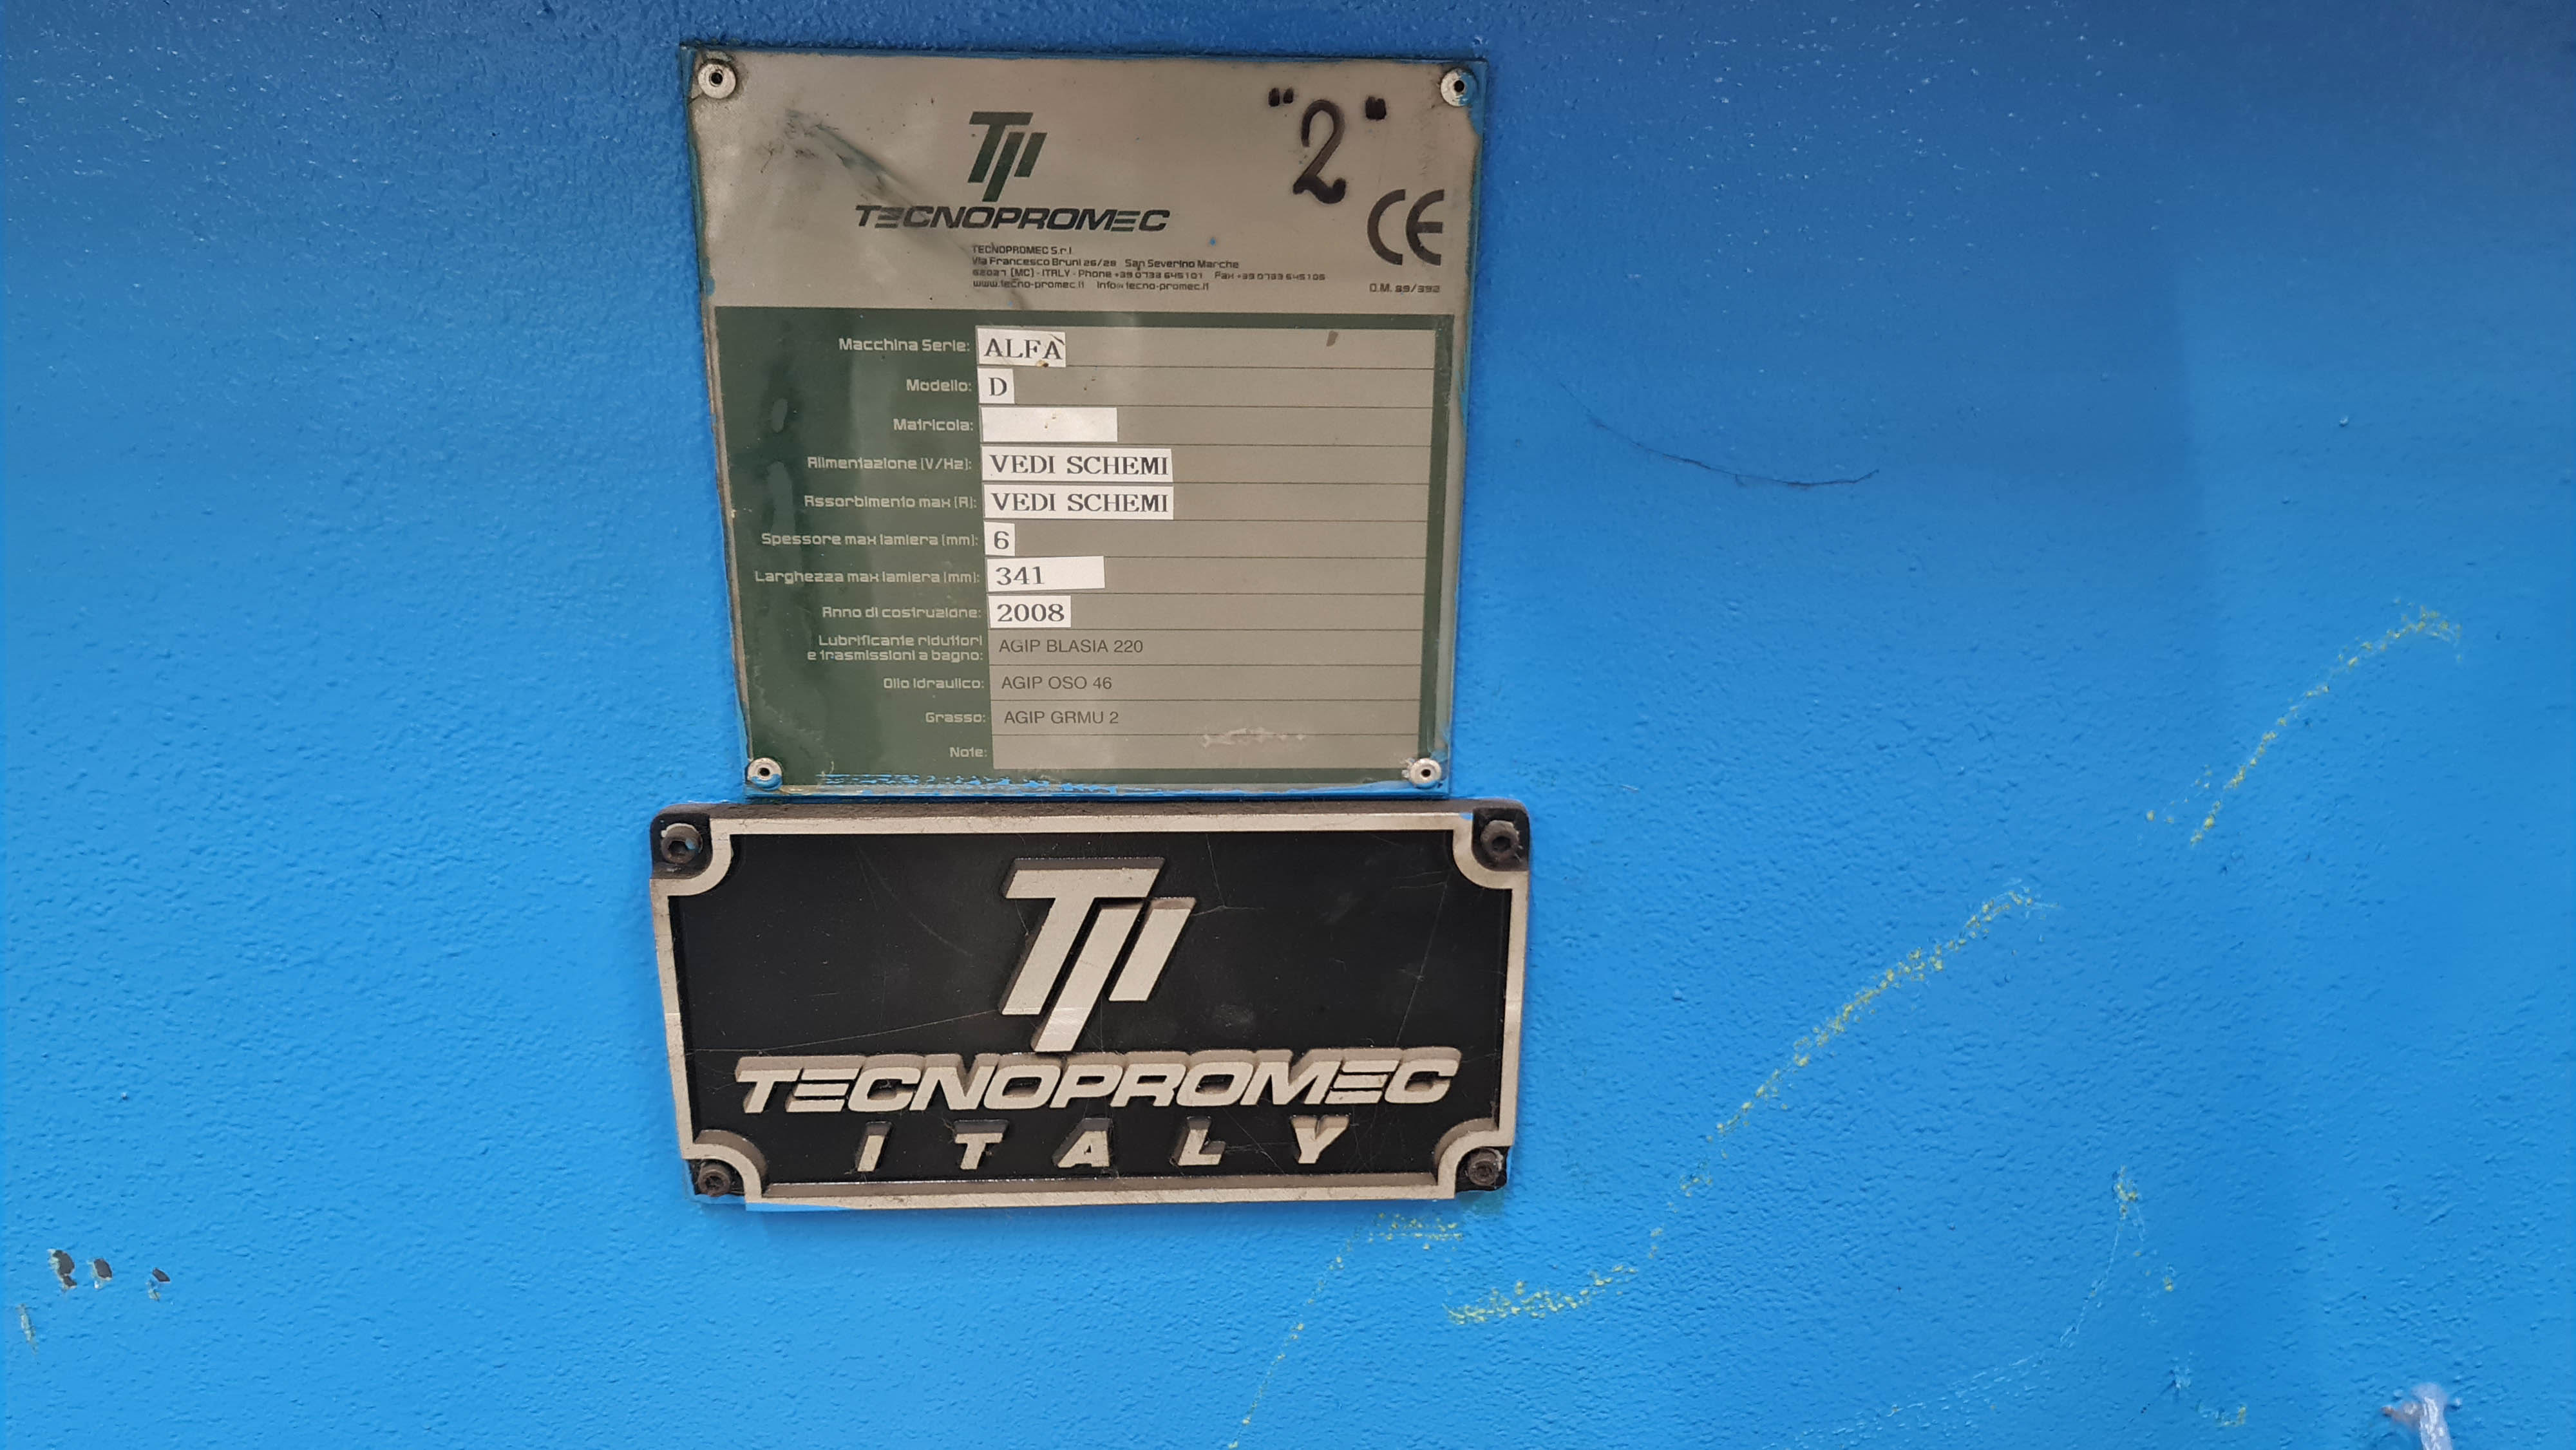 "2"
TP
TECNOPROMEC
CE
TECNOPROMEC S.r.l.
Via Francesco Bruni 26/28 San Severino Marche
62027 (MC) - ITALY - Phone +39 0733 645101 Fax +39 0733 645105
www.tecno-promec.it info@tecno-promec.it
D.M. 89/392
Macchina Serie: ALFA
Modello: D
Matricola:
Alimentazione (V/Hz): VEDI SCHEMI
Assorbimento max (A): VEDI SCHEMI
Spessore max lamiera (mm): 6
Larghezza max lamiera (mm): 341
Anno di costruzione: 2008
Lubrificante riduttori
e trasmissioni a bagno: AGIP BLASIA 220
Olio idraulico: AGIP OSO 46
Grasso: AGIP GRMU 2
Note:
TP
TECNOPROMEC
ITALY